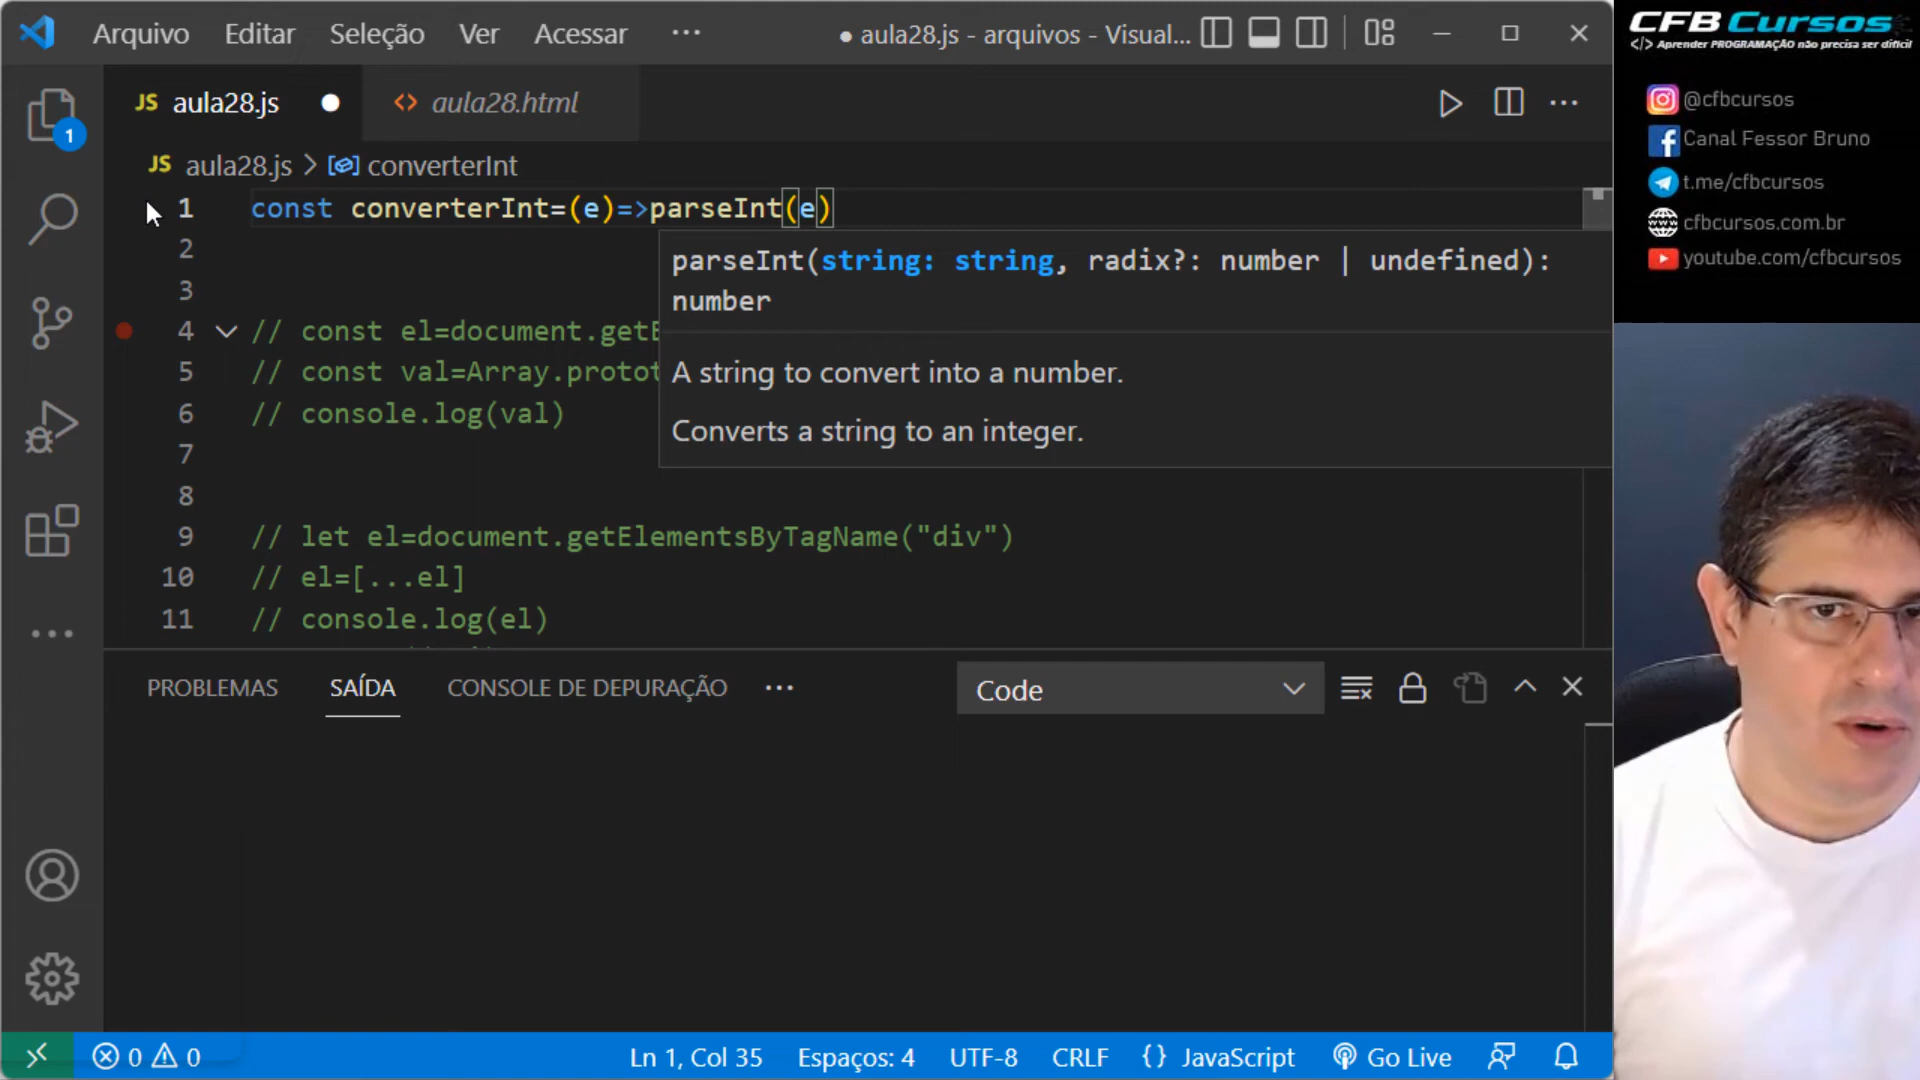 Arquivo Editar Seleção Ver Acessar ··· ● aula28.js - arquivos - Visual...
JS aula28.js ● <> aula28.html
1
JS aula28.js > converterInt
1 const converterInt=(e)=>parseInt(e)
2
3
4 // const el=document.getE
5 // const val=Array.protot
6 // console.log(val)
7
8
9 // let el=document.getElementsByTagName("div")
10 // el=[...el]
11 // console.log(el)
parseInt(string: string, radix?: number | undefined):
number
A string to convert into a number.
Converts a string to an integer.
PROBLEMAS SAÍDA CONSOLE DE DEPURAÇÃO ··· Code
0 0 Ln 1, Col 35 Espaços: 4 UTF-8 CRLF {} JavaScript Go Live
CFB Cursos
</> Aprender PROGRAMAÇÃO não precisa ser difícil
@cfbcursos
Canal Fessor Bruno
t.me/cfbcursos
cfbcursos.com.br
youtube.com/cfbcursos